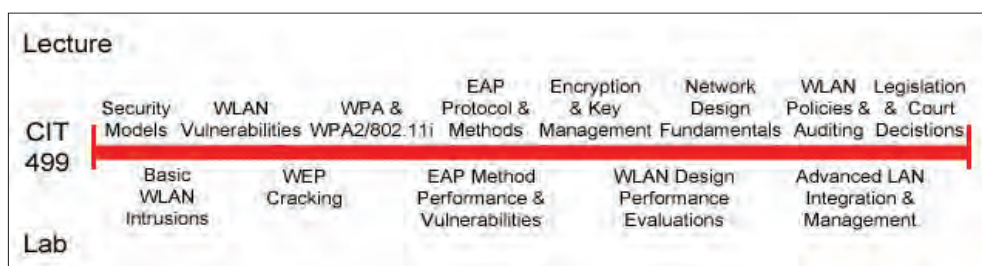 Lecture
CIT
499
Security
Models
WLAN
Vulnerabilities
WPA &
WPA2/802.11i
EAP
Protocol &
Methods
Encryption
& Key
Management
Network
Design
Fundamentals
WLAN
Policies &
Auditing
Legislation
& Court
Decistions
Basic
WLAN
Intrusions
WEP
Cracking
EAP Method
Performance &
Vulnerabilities
WLAN Design
Performance
Evaluations
Advanced LAN
Integration &
Management
Lab